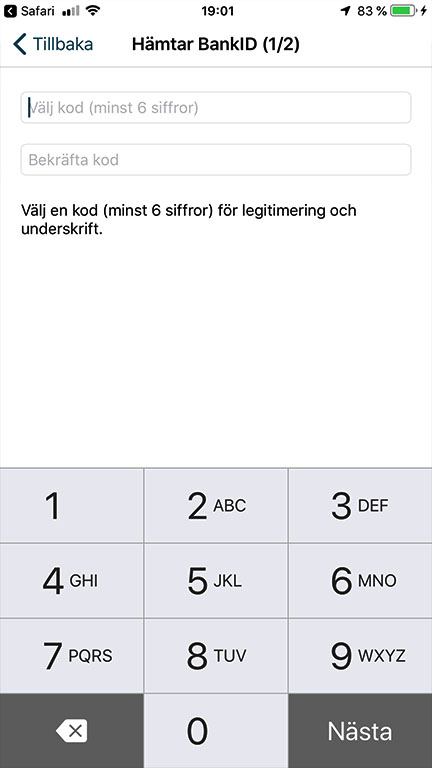 Safari 19:01 83 %
Tillbaka Hämtar BankID (1/2)
Välj kod (minst 6 siffror)
Bekräfta kod
Välj en kod (minst 6 siffror) för legitimering och
underskrift.
1 2 ABC 3 DEF
4 GHI 5 JKL 6 MNO
7 PQRS 8 TUV 9 WXYZ
0 Nästa